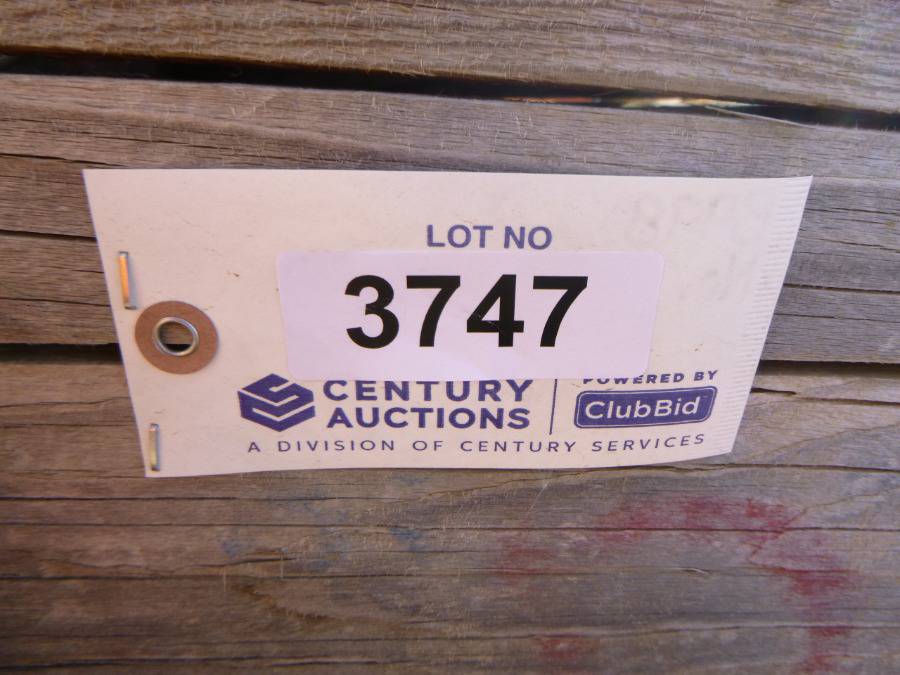 LOT NO
3747
CENTURY AUCTIONS
POWERED BY
ClubBid
A DIVISION OF CENTURY SERVICES